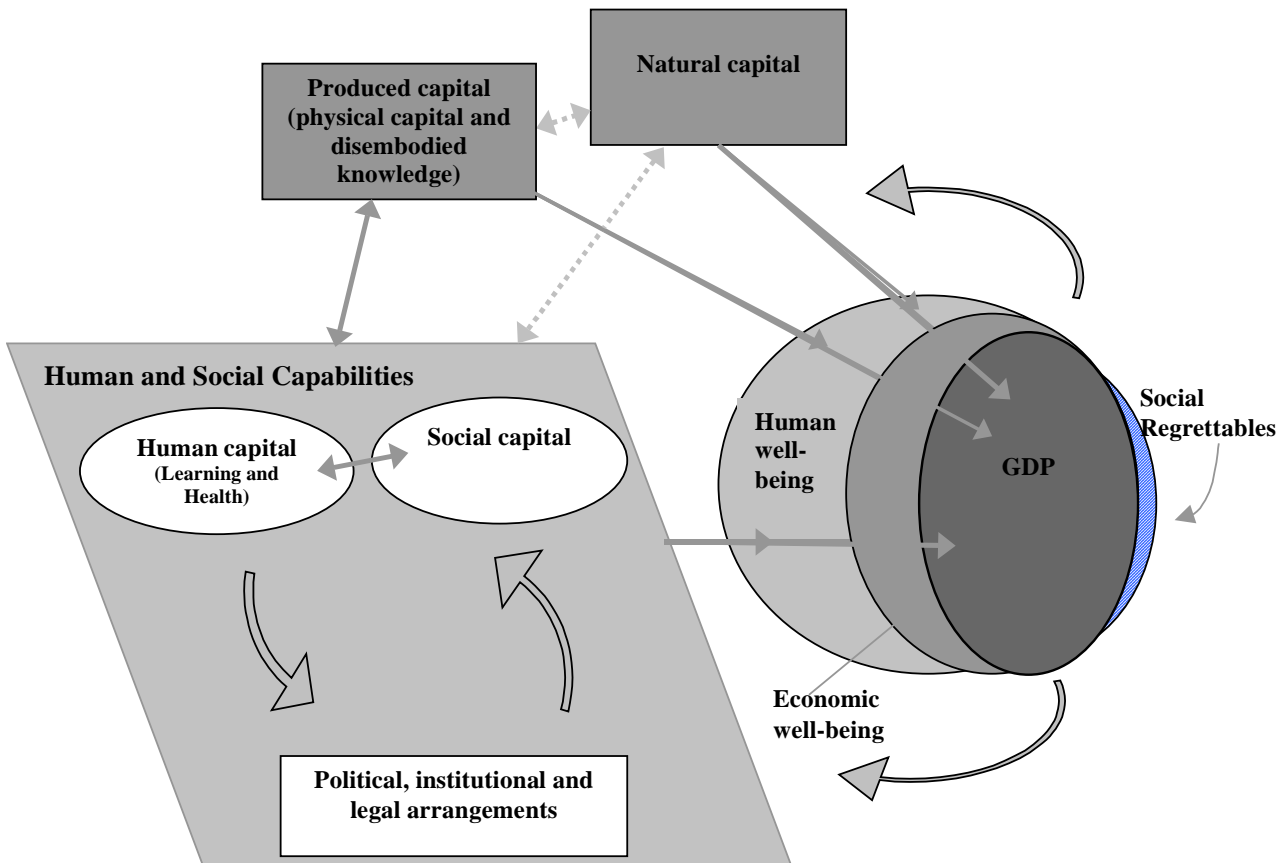 Natural capital
Produced capital
(physical capital and
disembodied
knowledge)
Human and Social Capabilities
Human capital
(Learning and
Health)
Social capital
Political, institutional and
legal arrangements
Human
well-
being
GDP
Social
Regrettables
Economic
well-being